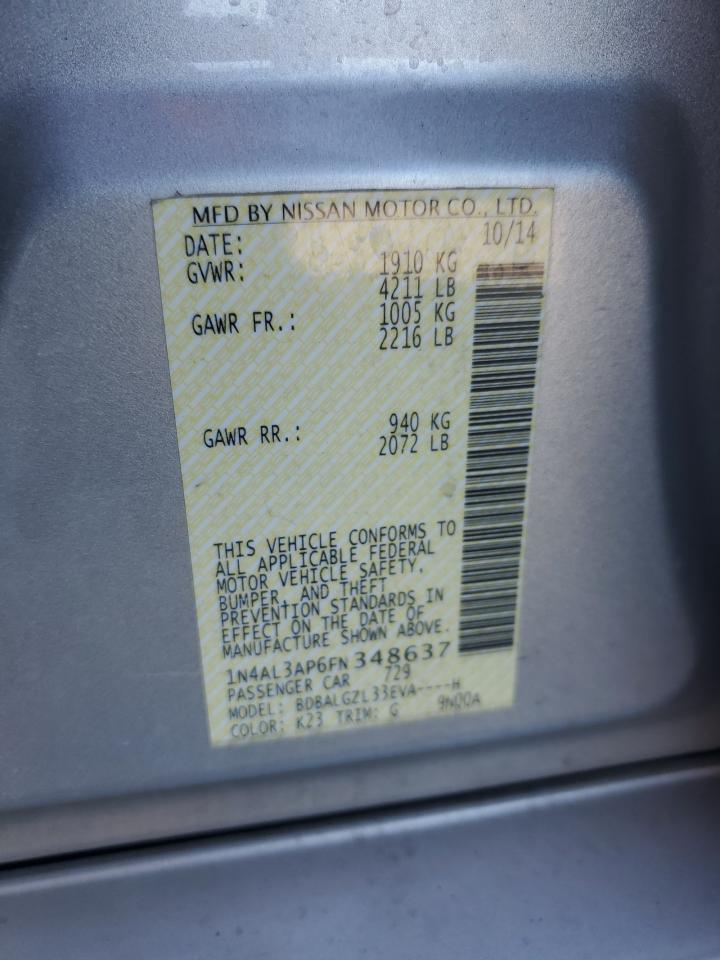 MFD BY NISSAN MOTOR CO., LTD.
DATE: 10/14
GVWR: 1910 KG
4211 LB
GAWR FR.: 1005 KG
2216 LB
GAWR RR.: 940 KG
2072 LB
THIS VEHICLE CONFORMS TO
ALL APPLICABLE FEDERAL
MOTOR VEHICLE SAFETY,
BUMPER, AND THEFT
PREVENTION STANDARDS IN
EFFECT ON THE DATE OF
MANUFACTURE SHOWN ABOVE.
1N4AL3AP6FN348637
PASSENGER CAR 729
MODEL: BDBALGZL33EVA----H
COLOR: K23 TRIM: G 9N00A